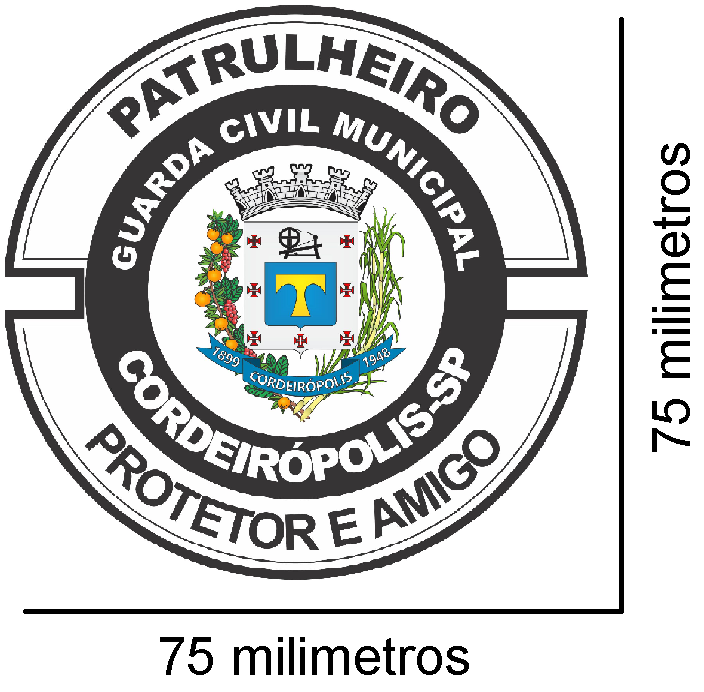 PATRULHEIRO
GUARDA CIVIL MUNICIPAL
1899 CORDEIRÓPOLIS 1948
CORDEIRÓPOLIS-SP
PROTETOR E AMIGO
75 milimetros
75 milimetros